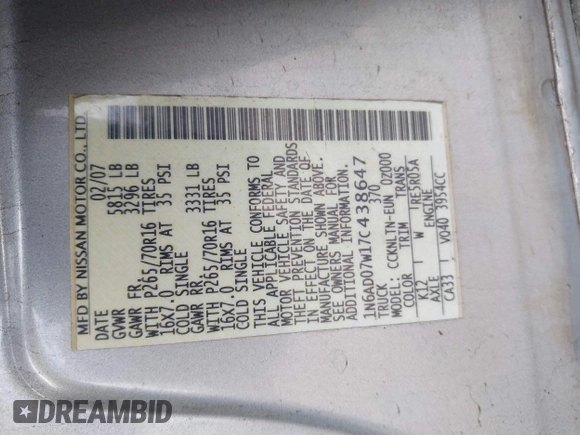 MFD BY NISSAN MOTOR CO., LTD.
DATE 02/07
GVWR 5815 LB
GAWR FR. 3296 LB
WITH P265/70R16 TIRES
16X7.0 RIMS AT 35 PSI
COLD SINGLE
GAWR RR 3331 LB
WITH P265/70R16 TIRES
16X7.0 RIMS AT 35 PSI
COLD SINGLE
THIS VEHICLE CONFORMS TO
ALL APPLICABLE FEDERAL
MOTOR VEHICLE SAFETY AND
THEFT PREVENTION STANDARDS
IN EFFECT ON THE DATE OF
MANUFACTURE SHOWN ABOVE.
SEE OWNERS MANUAL FOR
ADDITIONAL INFORMATION.
1N6AD07W17C438647
TRUCK 370
MODEL: CCKNLTN-EUN 02000
COLOR TRIM TRANS
K12 W IRE5R05A
AXLE ENGINE
CA33 VQ40 3954CC
DREAMBID